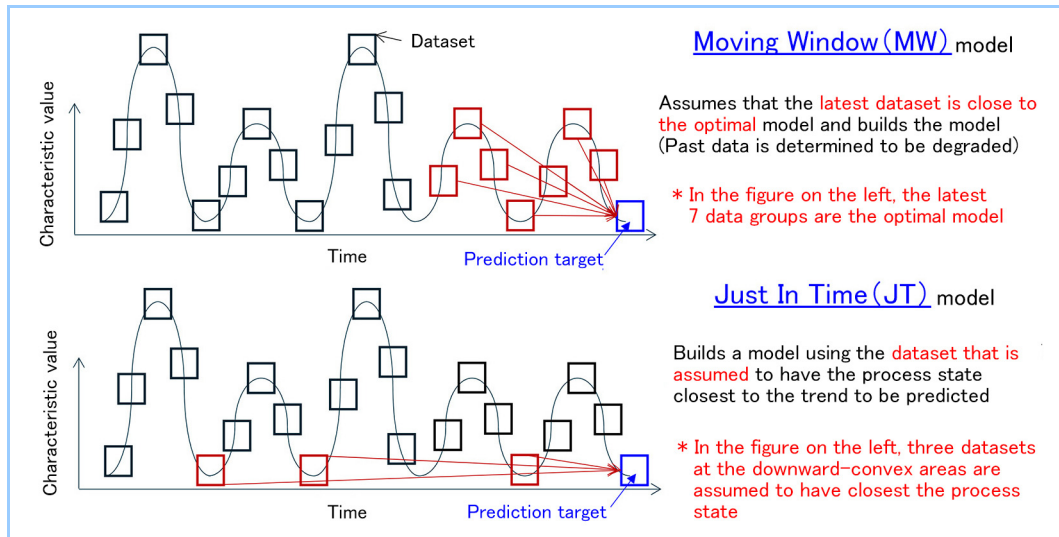 Dataset
Characteristic value
Time
Prediction target
Moving Window(MW) model
Assumes that the latest dataset is close to
the optimal model and builds the model
(Past data is determined to be degraded)
* In the figure on the left, the latest
7 data groups are the optimal model
Characteristic value
Time
Prediction target
Just In Time(JT) model
Builds a model using the dataset that is
assumed to have the process state
closest to the trend to be predicted
* In the figure on the left, three datasets
at the downward-convex areas are
assumed to have closest the process
state